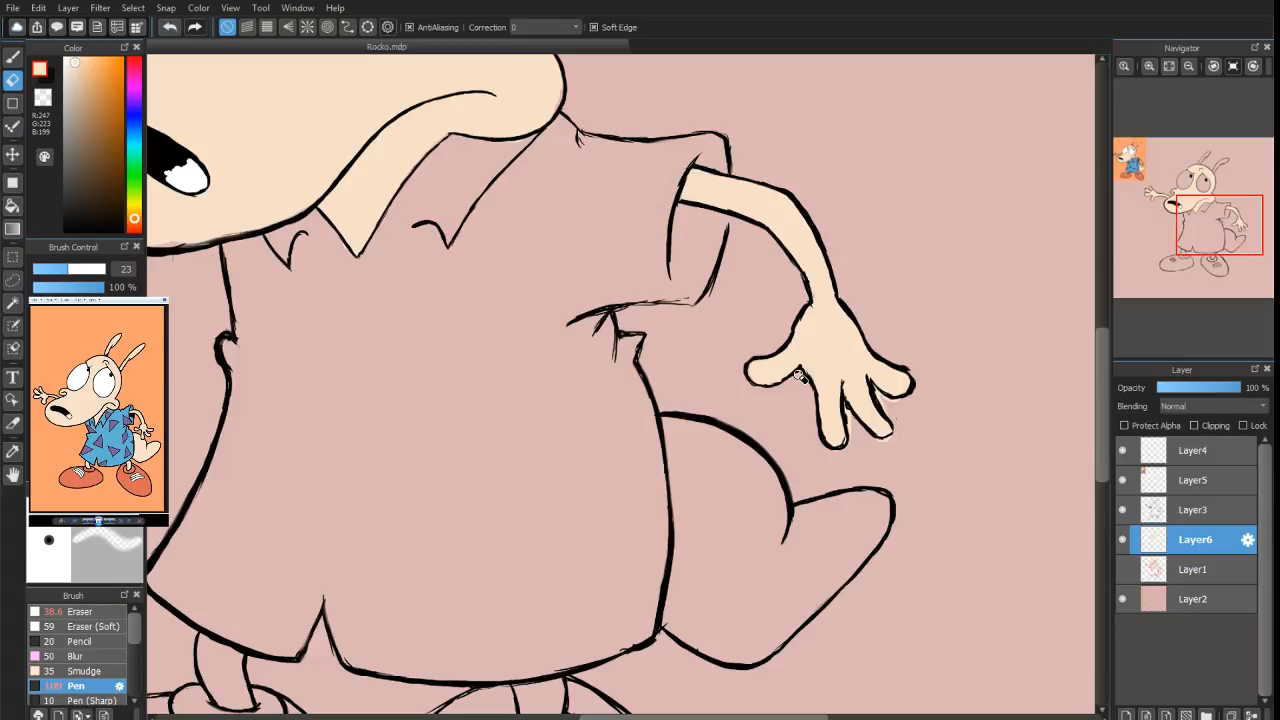 File Edit Layer Filter Select Snap Color View Tool Window Help
AntiAliasing Correction 0 Soft Edge
Rocko.mdp
Color
R:247
G:223
B:199
Brush Control
23
100 %
Brush
38.6 Eraser
59 Eraser (Soft)
20 Pencil
50 Blur
35 Smudge
100 Pen
10 Pen (Sharp)
Navigator
Layer
Opacity 100 %
Blending Normal
Protect Alpha Clipping Lock
Layer4
Layer5
Layer3
Layer6
Layer1
Layer2